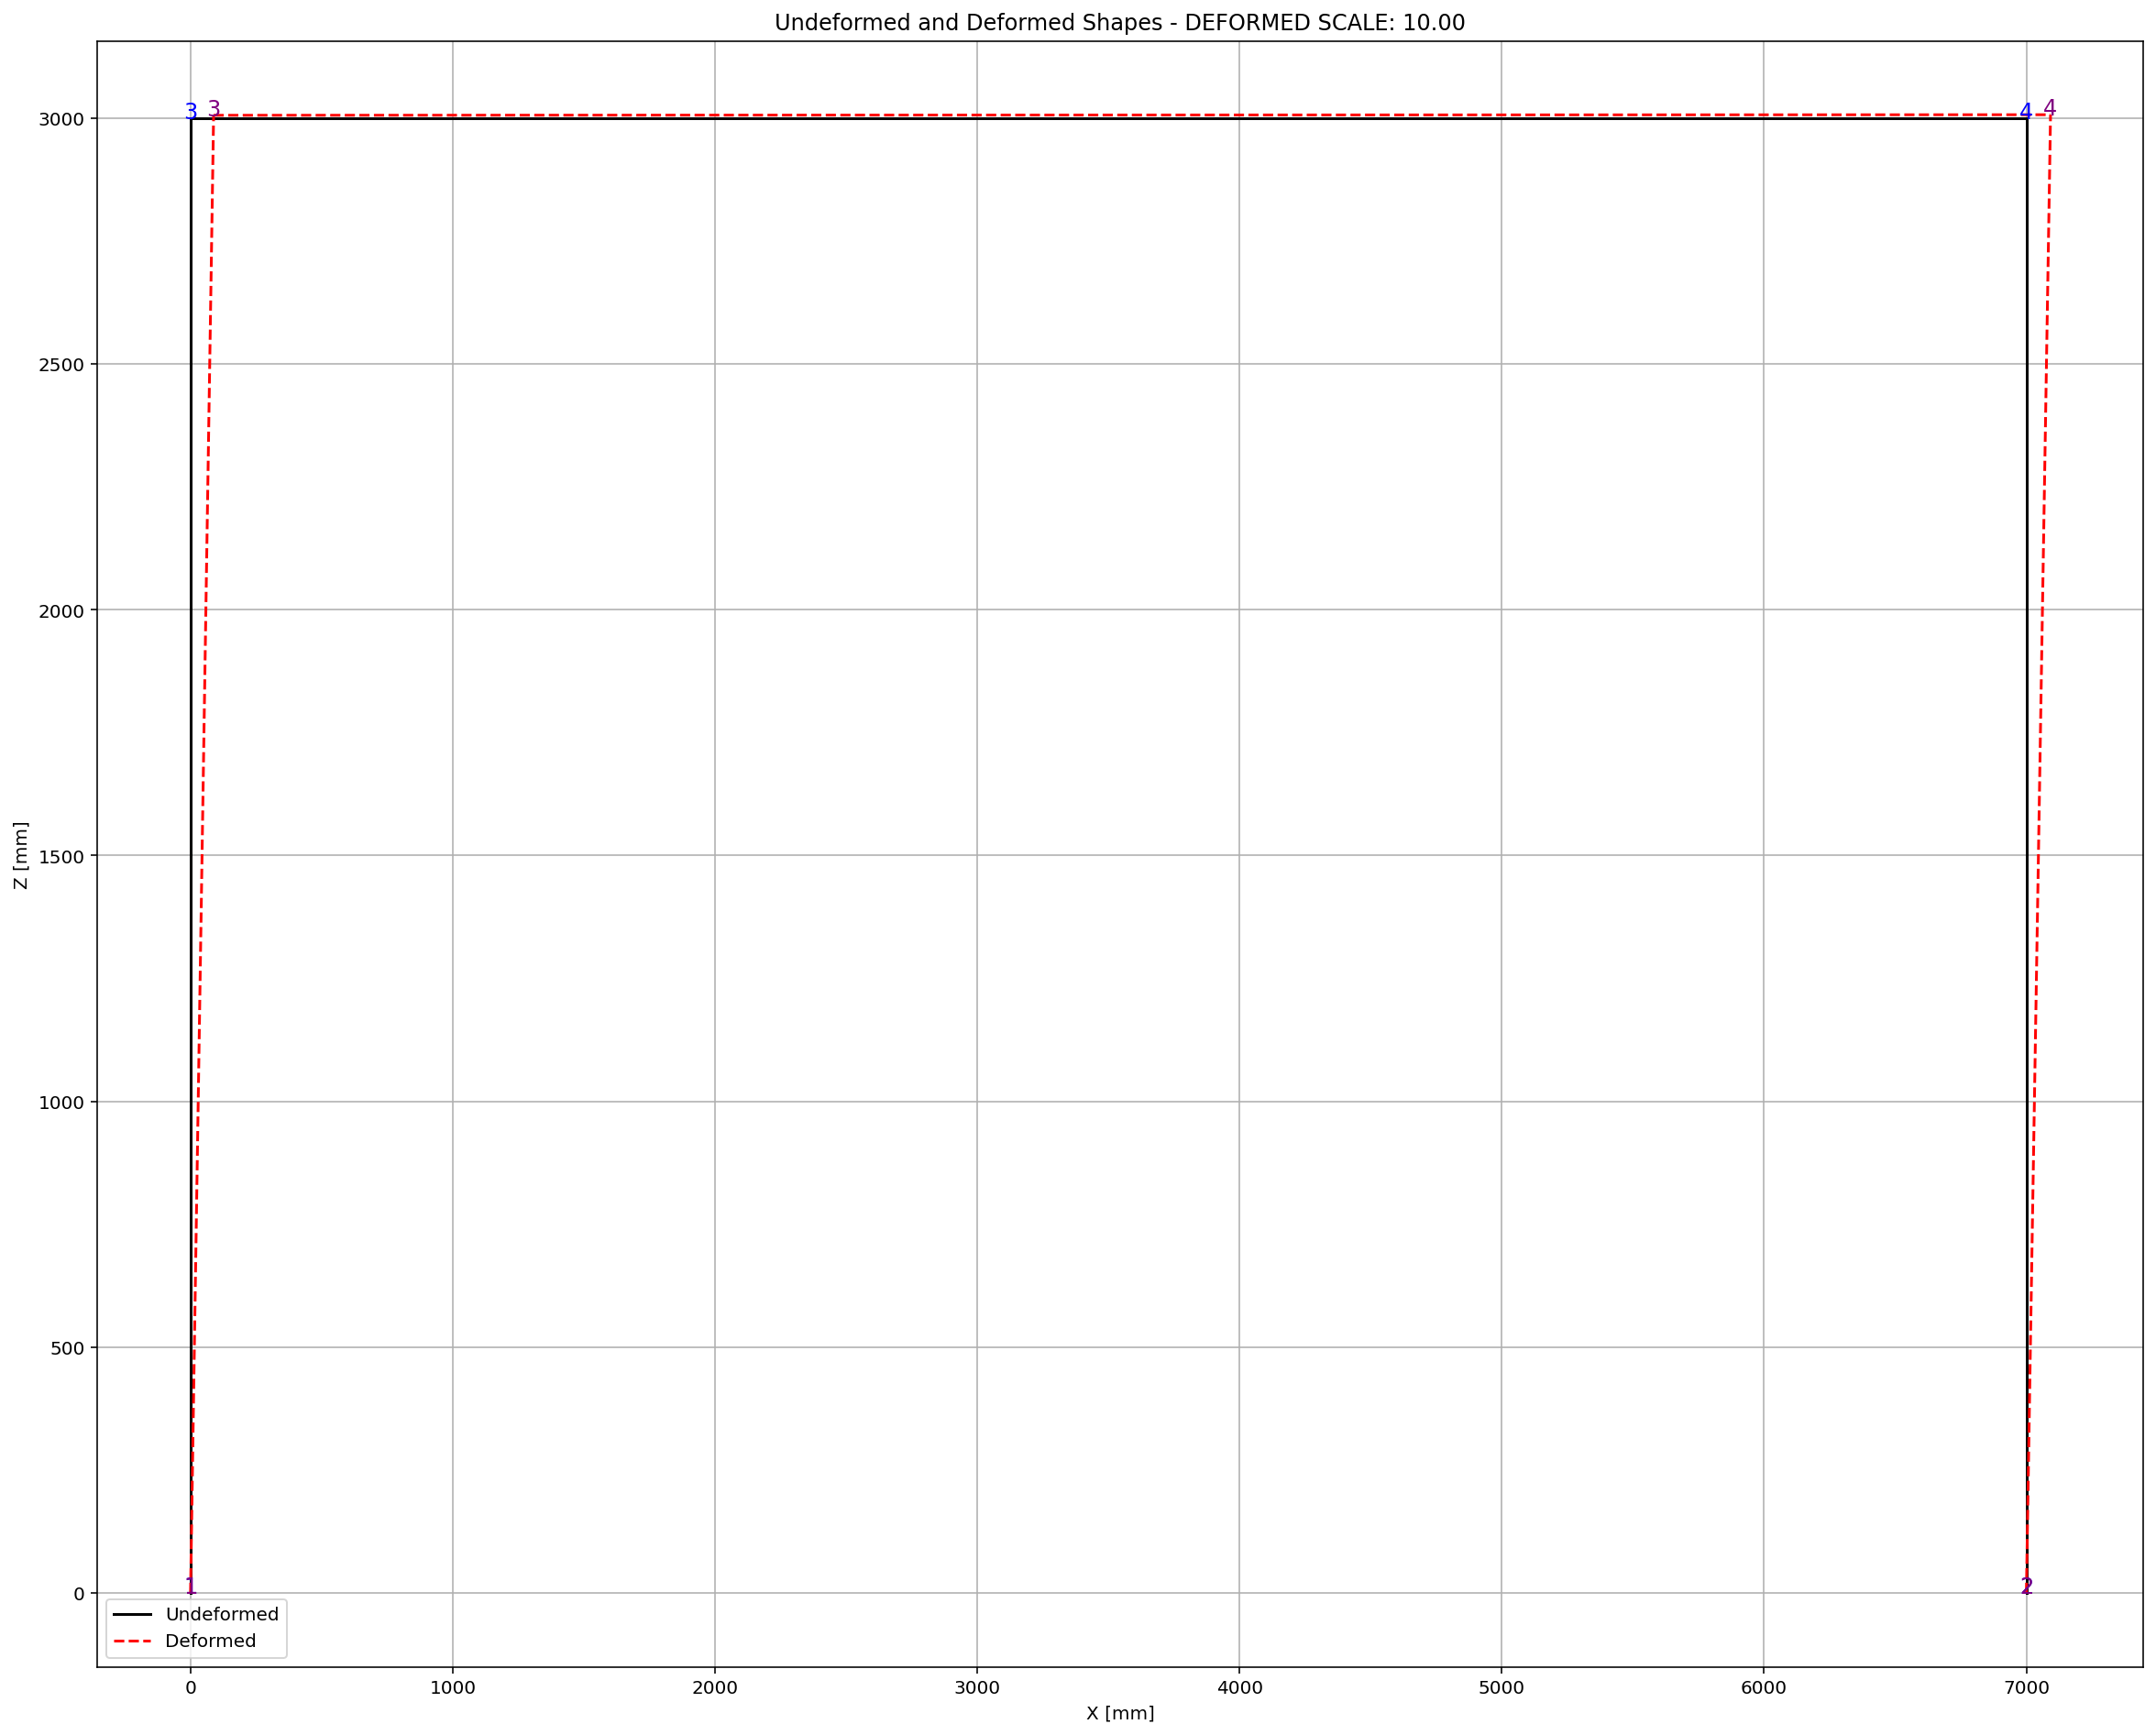 Undeformed and Deformed Shapes - DEFORMED SCALE: 10.00
3 3 4 4
3000
2500
2000
1500
Z [mm]
1000
500
0
1 2
Undeformed
Deformed
0 1000 2000 3000 4000 5000 6000 7000
X [mm]